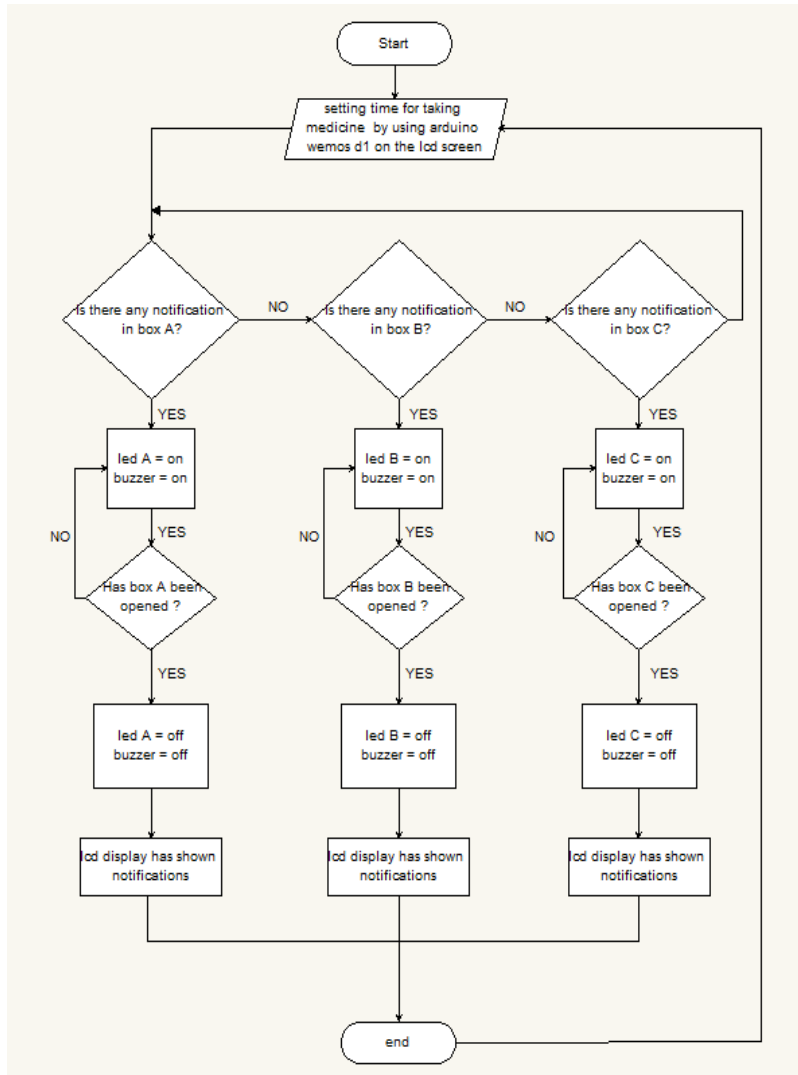 Start
setting time for taking
medicine by using arduino
wemos d1 on the lcd screen
Is there any notification
in box A?
NO
Is there any notification
in box B?
NO
Is there any notification
in box C?
YES
YES
YES
led A = on
buzzer = on
led B = on
buzzer = on
led C = on
buzzer = on
NO
YES
NO
YES
NO
YES
Has box A been
opened ?
Has box B been
opened ?
Has box C been
opened ?
YES
YES
YES
led A = off
buzzer = off
led B = off
buzzer = off
led C = off
buzzer = off
lcd display has shown
notifications
lcd display has shown
notifications
lcd display has shown
notifications
end